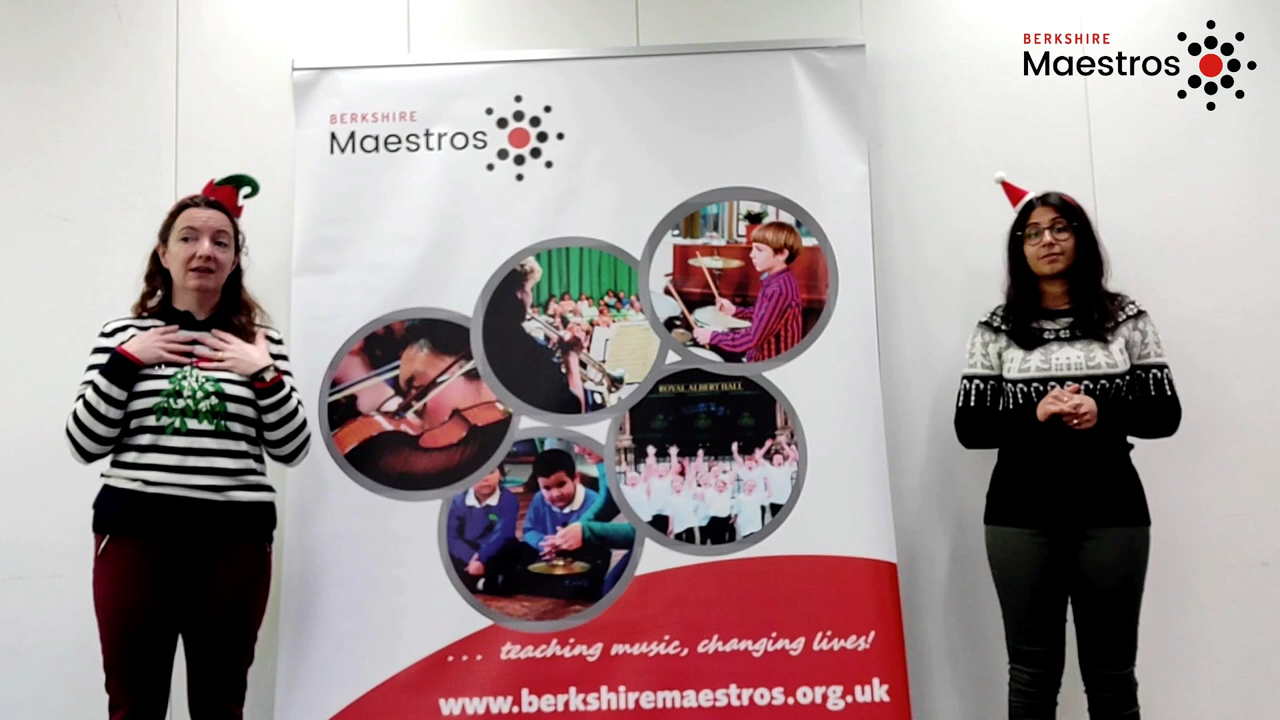 BERKSHIRE
Maestros
BERKSHIRE
Maestros
ROYAL ALBERT HALL
... teaching music, changing lives!
www.berkshiremaestros.org.uk